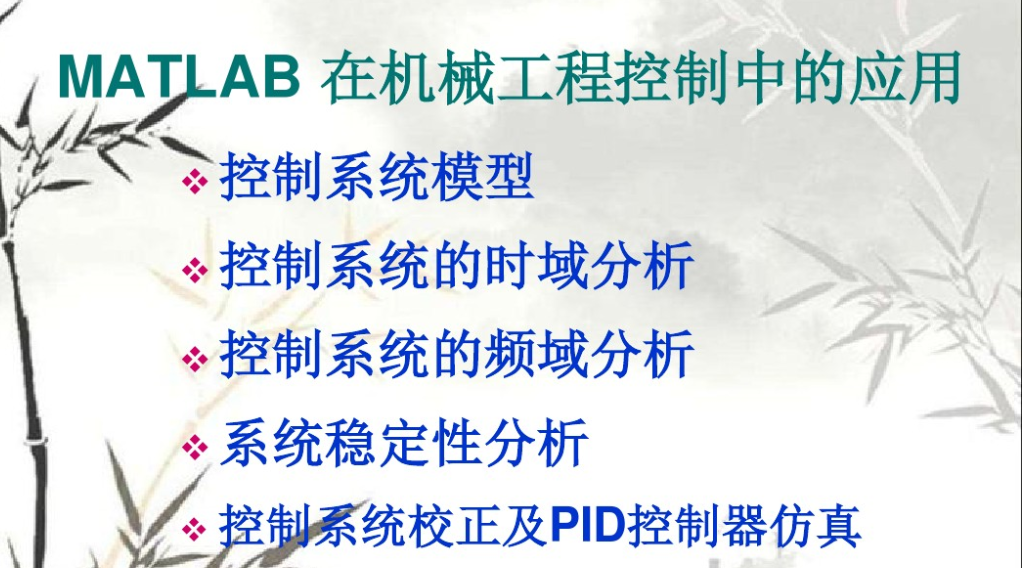 MATLAB 在机械工程控制中的应用
控制系统模型
控制系统的时域分析
控制系统的频域分析
系统稳定性分析
控制系统校正及PID控制器仿真